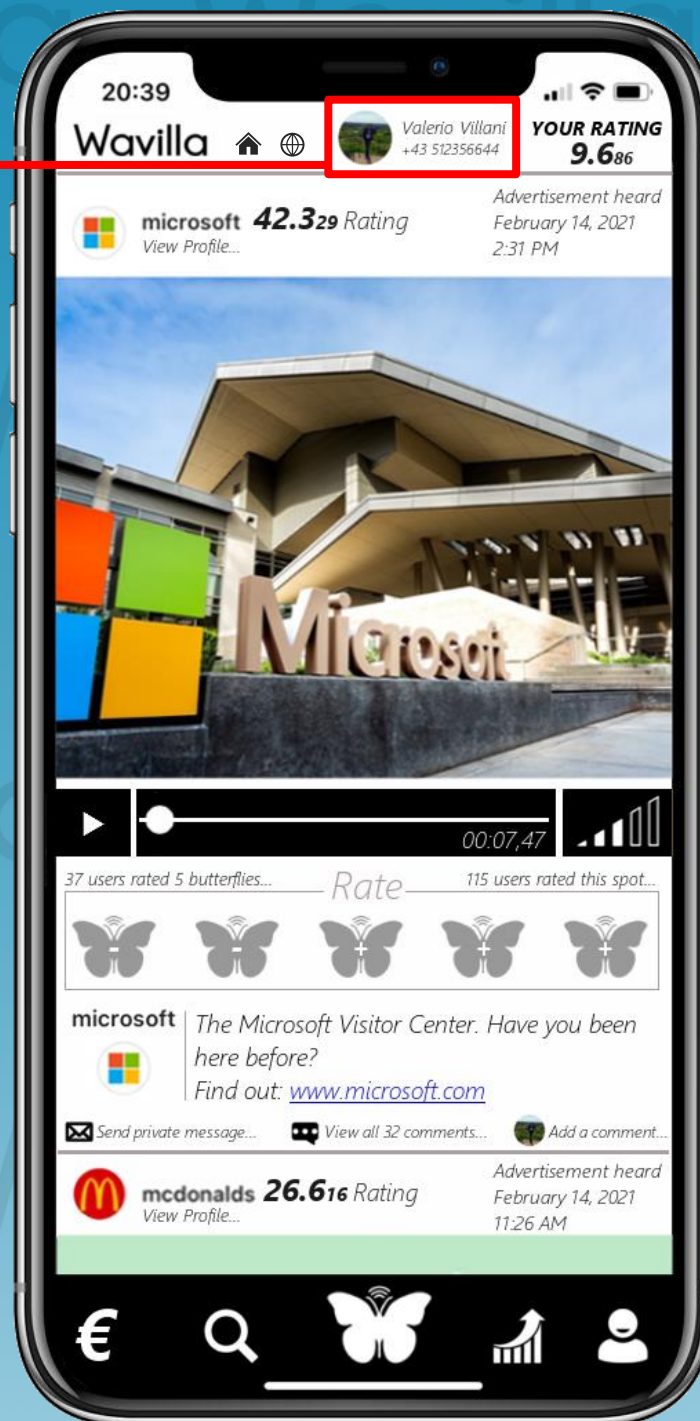 20:39
Wavilla
Valerio Villani
+43 512356644
YOUR RATING
9.686
microsoft 42.329 Rating
View Profile...
Advertisement heard
February 14, 2021
2:31 PM
Microsoft
00:07,47
37 users rated 5 butterflies...
Rate
115 users rated this spot...
- - + + +
microsoft
The Microsoft Visitor Center. Have you been
here before?
Find out: www.microsoft.com
Send private message...
View all 32 comments...
Add a comment...
mcdonalds 26.616 Rating
View Profile...
Advertisement heard
February 14, 2021
11:26 AM
€